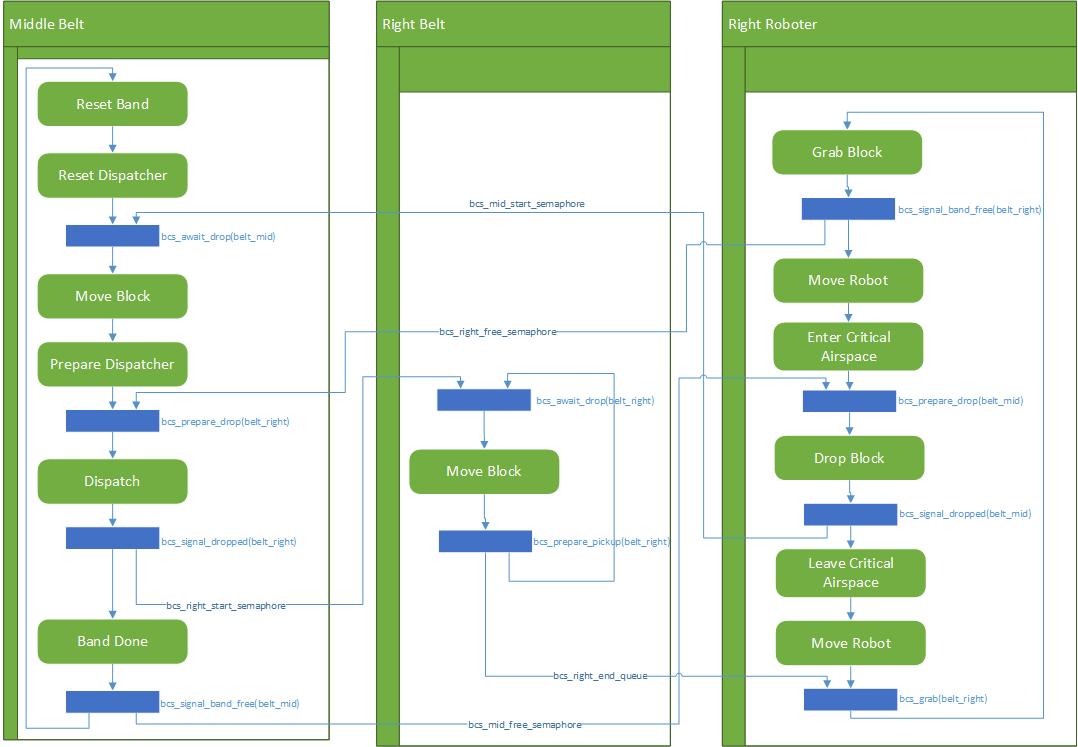 Middle Belt
Right Belt
Right Roboter
Reset Band
Reset Dispatcher
bcs_await_drop(belt_mid)
Move Block
Prepare Dispatcher
bcs_prepare_drop(belt_right)
Dispatch
bcs_signal_dropped(belt_right)
bcs_right_start_semaphore
Band Done
bcs_signal_band_free(belt_mid)
bcs_mid_start_semaphore
bcs_right_free_semaphore
bcs_await_drop(belt_right)
Move Block
bcs_prepare_pickup(belt_right)
bcs_right_end_queue
bcs_mid_free_semaphore
Grab Block
bcs_signal_band_free(belt_right)
Move Robot
Enter Critical
Airspace
bcs_prepare_drop(belt_mid)
Drop Block
bcs_signal_dropped(belt_mid)
Leave Critical
Airspace
Move Robot
bcs_grab(belt_right)